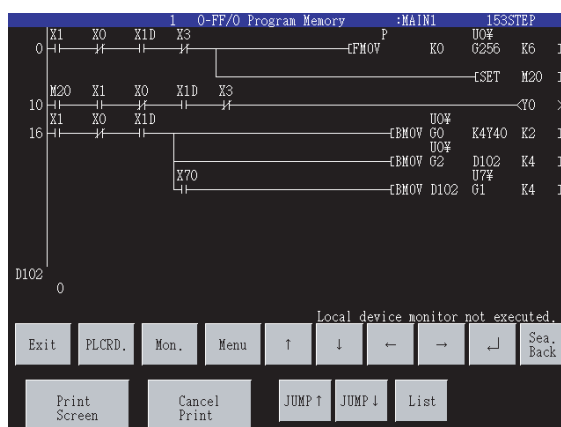 1 0-FF/0 Program Memory :MAIN1 153STEP
X1 X0 X1D X3 P U0¥
0 [FMOV K0 G256 K6 ]
[SET M20 ]
M20 X1 X0 X1D X3
10 <Y0 >
X1 X0 X1D U0¥
16 [BMOV G0 K4Y40 K2 ]
U0¥
[BMOV G2 D102 K4 ]
X70 U7¥
[BMOV D102 G1 K4 ]
D102
0
Local device monitor not executed.
Exit PLCRD. Mon. Menu ↑ ↓ ← → ↵ Sea. Back
Print Screen Cancel Print JUMP↑ JUMP↓ List